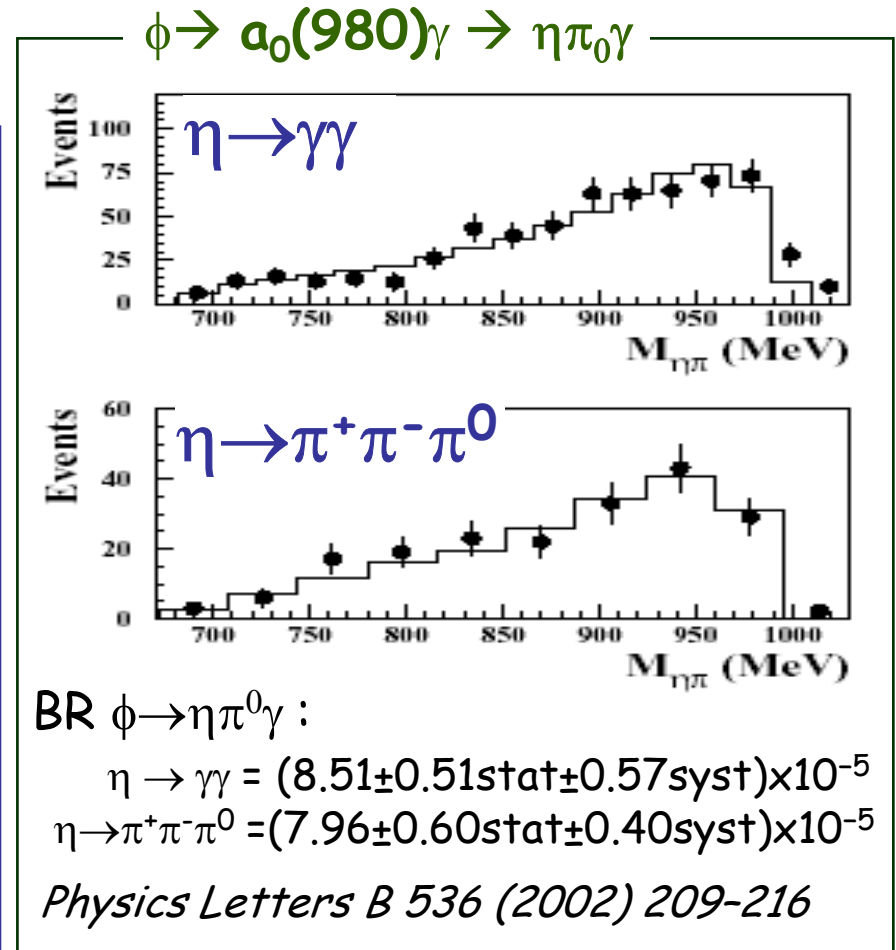 ϕ→ a₀(980)γ → ηπ₀γ
η→γγ
Events
100
75
50
25
0
700 750 800 850 900 950 1000
M_ηπ (MeV)
η→π⁺π⁻π⁰
Events
60
40
20
0
700 750 800 850 900 950 1000
M_ηπ (MeV)
BR ϕ→ηπ⁰γ :
η → γγ = (8.51±0.51stat±0.57syst)x10⁻⁵
η→π⁺π⁻π⁰ =(7.96±0.60stat±0.40syst)x10⁻⁵
Physics Letters B 536 (2002) 209-216